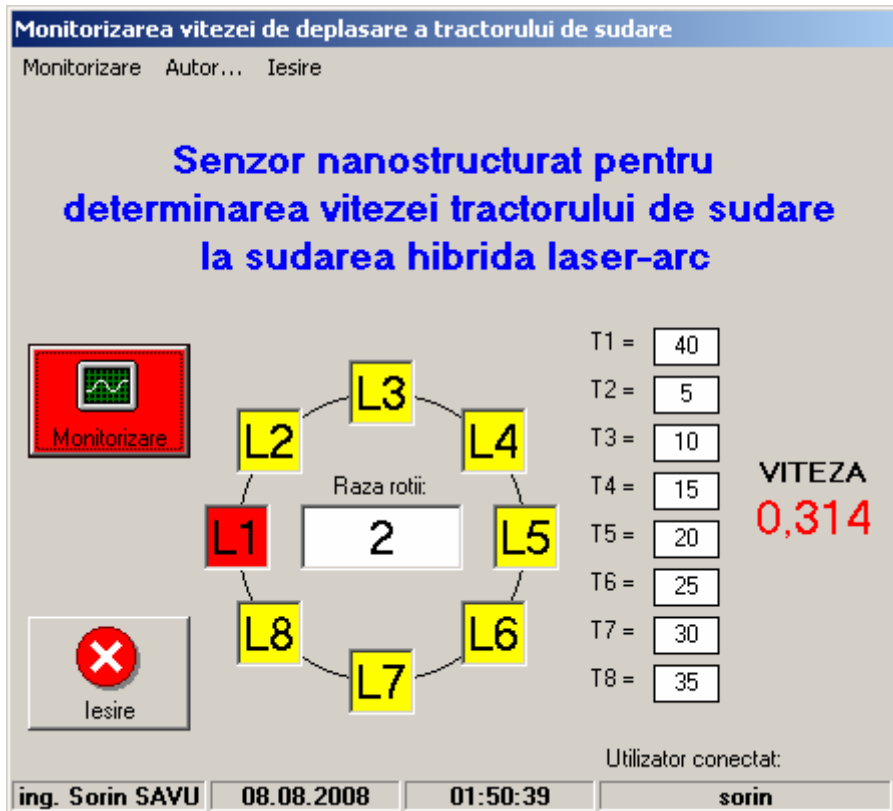 Monitorizarea vitezei de deplasare a tractorului de sudare
Monitorizare Autor... Iesire
Senzor nanostructurat pentru
determinarea vitezei tractorului de sudare
la sudarea hibrida laser-arc
Monitorizare
L3
L2
L4
Raza rotii:
L1
2
L5
L8
L6
L7
T1 = 40
T2 = 5
T3 = 10
T4 = 15
T5 = 20
T6 = 25
T7 = 30
T8 = 35
VITEZA
0,314
Iesire
Utilizator conectat:
ing. Sorin SAVU 08.08.2008 01:50:39 sorin